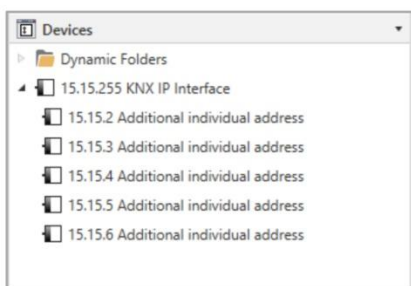 Devices
Dynamic Folders
15.15.255 KNX IP Interface
15.15.2 Additional individual address
15.15.3 Additional individual address
15.15.4 Additional individual address
15.15.5 Additional individual address
15.15.6 Additional individual address